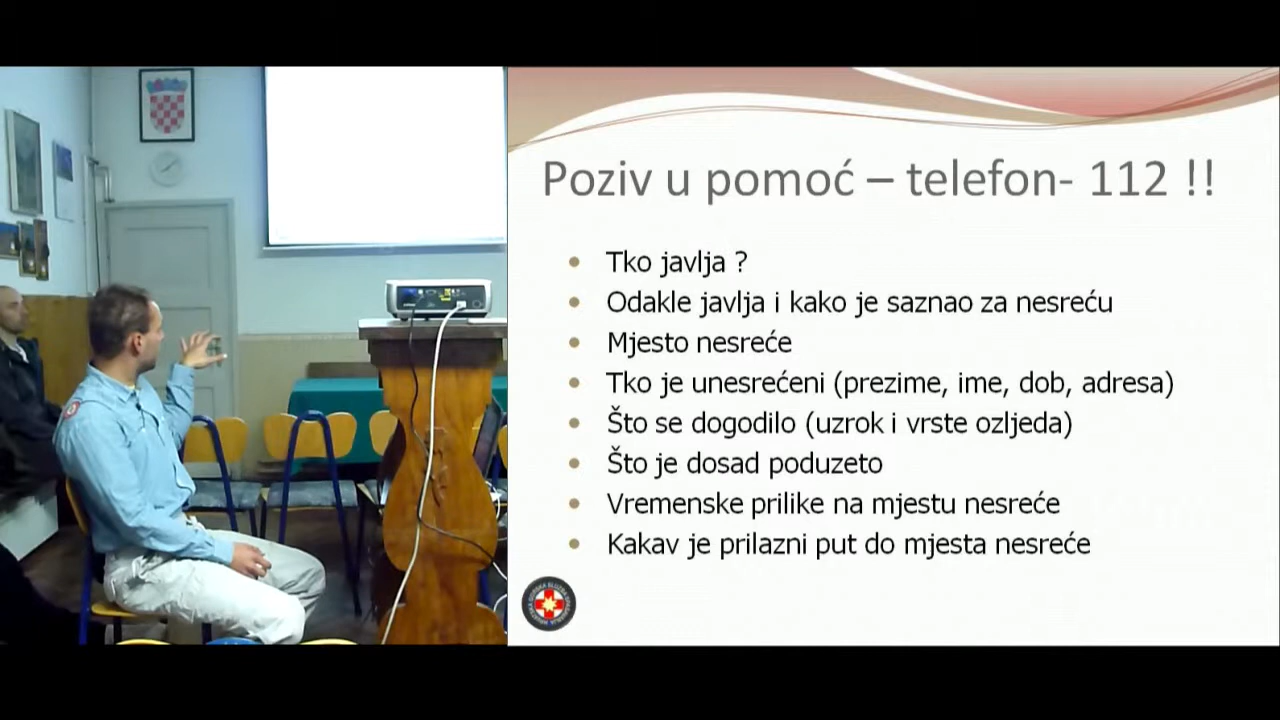 Poziv u pomoć – telefon- 112 !!
Tko javlja ?
Odakle javlja i kako je saznao za nesreću
Mjesto nesreće
Tko je unesrećeni (prezime, ime, dob, adresa)
Što se dogodilo (uzrok i vrste ozljeda)
Što je dosad poduzeto
Vremenske prilike na mjestu nesreće
Kakav je prilazni put do mjesta nesreće